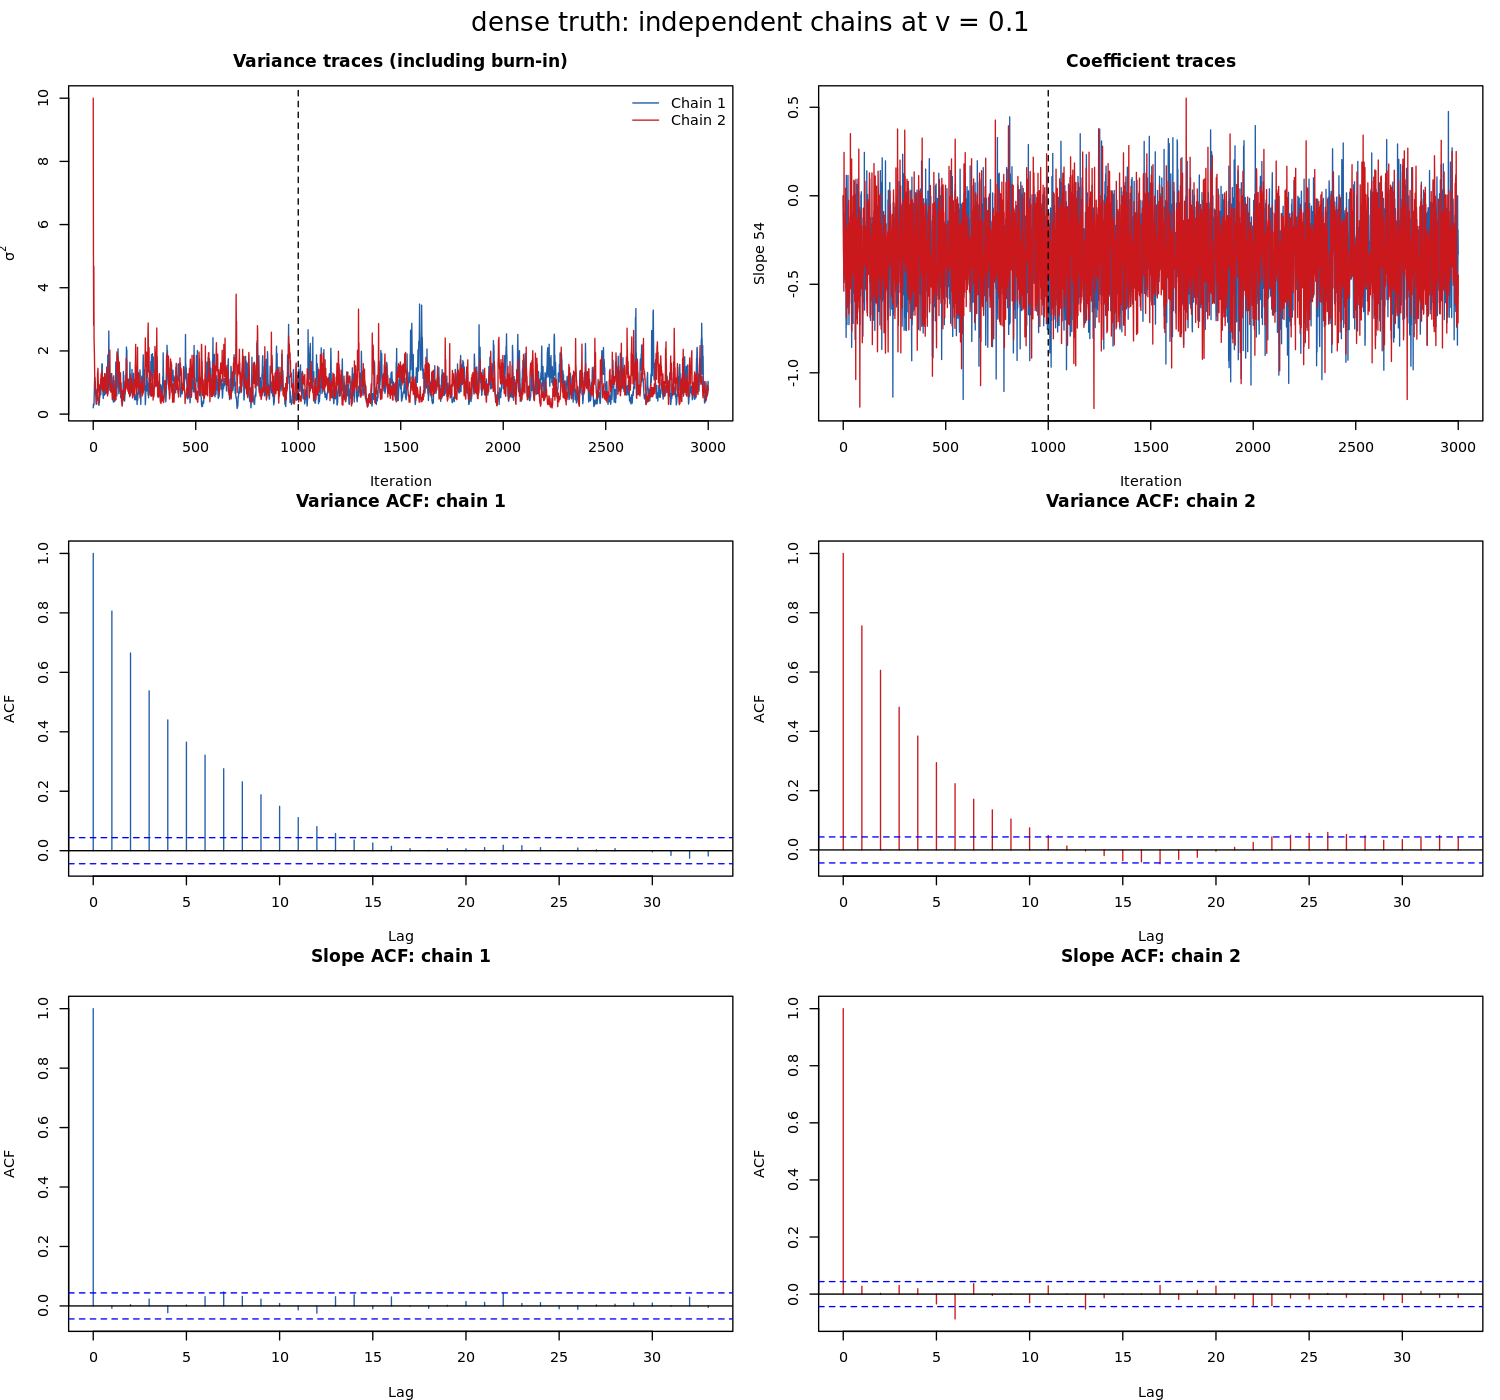 dense truth: independent chains at v = 0.1
Variance traces (including burn-in)
σ²
10
8
6
4
2
0
Chain 1
Chain 2
0 500 1000 1500 2000 2500 3000
Iteration
Coefficient traces
Slope 54
0.5
0.0
-0.5
-1.0
0 500 1000 1500 2000 2500 3000
Iteration
Variance ACF: chain 1
ACF
1.0
0.8
0.6
0.4
0.2
0.0
0 5 10 15 20 25 30
Lag
Variance ACF: chain 2
ACF
1.0
0.8
0.6
0.4
0.2
0.0
0 5 10 15 20 25 30
Lag
Slope ACF: chain 1
ACF
1.0
0.8
0.6
0.4
0.2
0.0
0 5 10 15 20 25 30
Lag
Slope ACF: chain 2
ACF
1.0
0.8
0.6
0.4
0.2
0.0
0 5 10 15 20 25 30
Lag